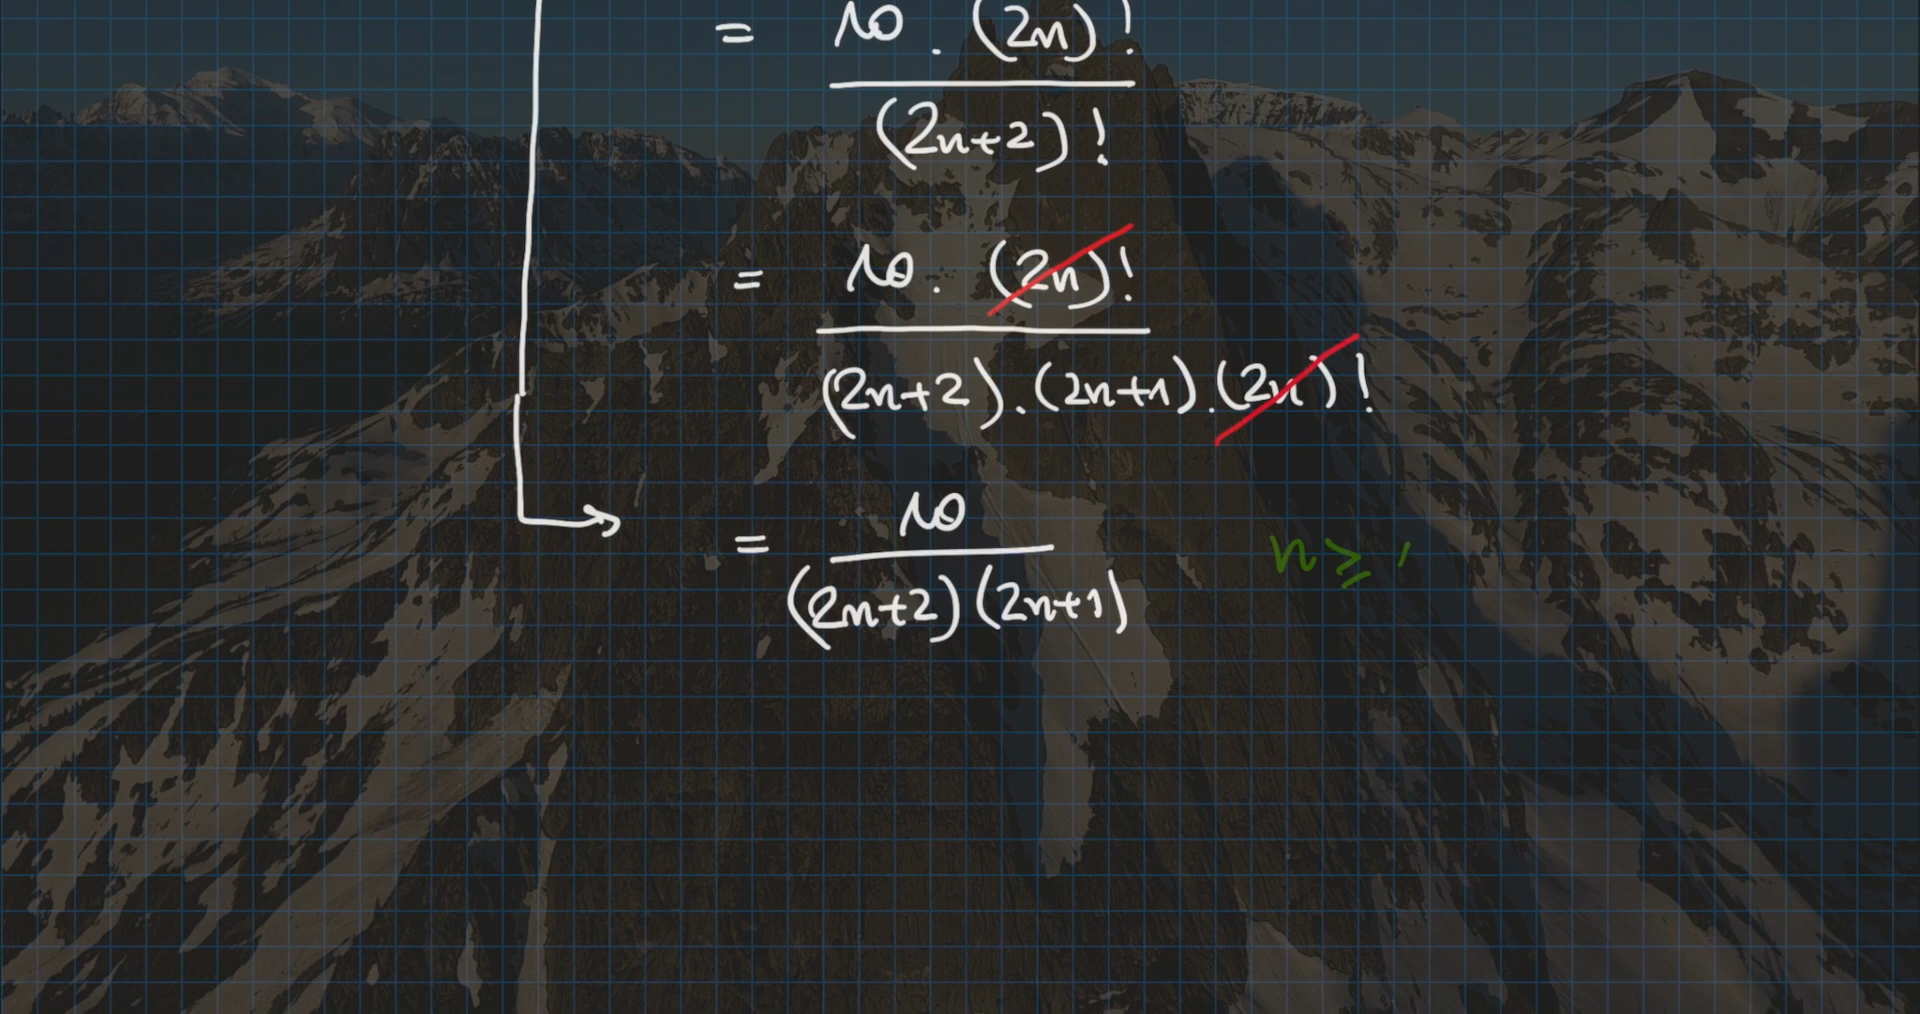 = 10 . (2n)! / (2n+2)!
= 10 . (2n)! / (2n+2).(2n+1).(2n)!
= 10 / (2n+2)(2n+1)
n ≥